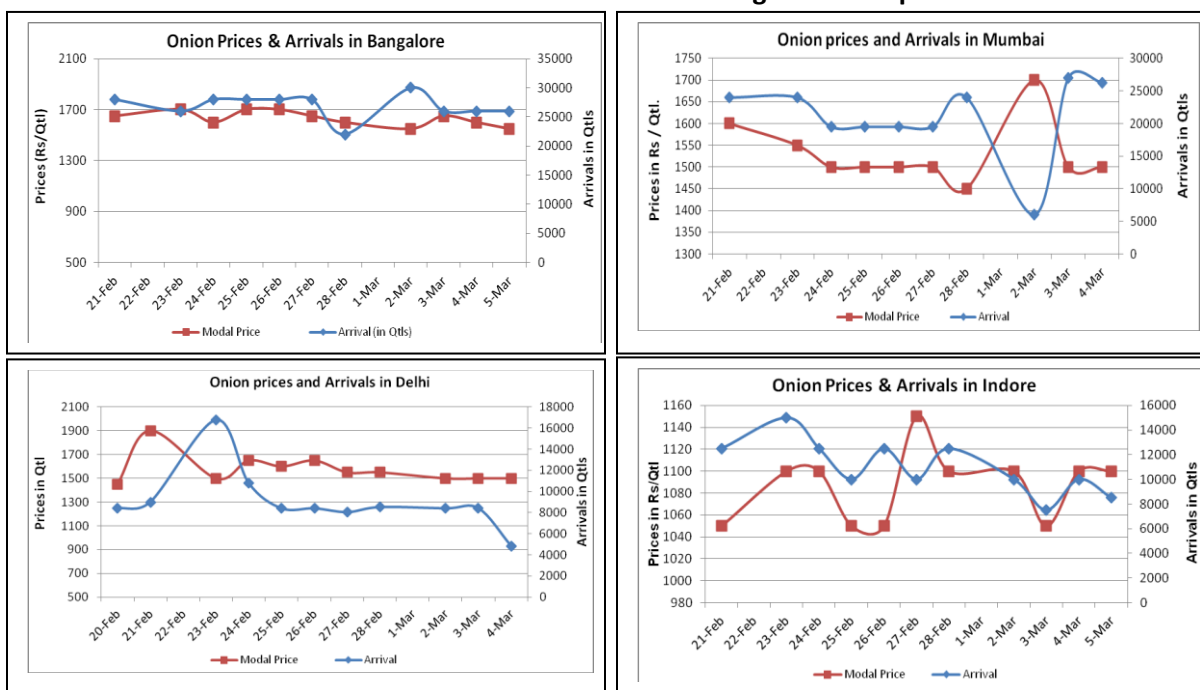 Onion Prices & Arrivals in Bangalore
Prices (Rs/Qtl)
2100
1700
1300
900
500
35000
30000
25000
20000
15000
10000
5000
0
Arrivals in Qtls
21-Feb
22-Feb
23-Feb
24-Feb
25-Feb
26-Feb
27-Feb
28-Feb
1-Mar
2-Mar
3-Mar
4-Mar
5-Mar
Modal Price
Arrival (in Qtls)
Onion prices and Arrivals in Mumbai
Prices in Rs / Qtl.
1750
1700
1650
1600
1550
1500
1450
1400
1350
1300
30000
25000
20000
15000
10000
5000
0
Arrivals in Qtls
21-Feb
22-Feb
23-Feb
24-Feb
25-Feb
26-Feb
27-Feb
28-Feb
1-Mar
2-Mar
3-Mar
4-Mar
Modal Price
Arrival
Onion prices and Arrivals in Delhi
Prices in Qtl
2100
1900
1700
1500
1300
1100
900
700
500
18000
16000
14000
12000
10000
8000
6000
4000
2000
0
Arrivals in Qtls
20-Feb
21-Feb
22-Feb
23-Feb
24-Feb
25-Feb
26-Feb
27-Feb
28-Feb
1-Mar
2-Mar
3-Mar
4-Mar
Modal Price
Arrival
Onion Prices & Arrivals in Indore
Prices in Rs/Qtl
1160
1140
1120
1100
1080
1060
1040
1020
1000
980
16000
14000
12000
10000
8000
6000
4000
2000
0
Arrivals in Qtls
21-Feb
22-Feb
23-Feb
24-Feb
25-Feb
26-Feb
27-Feb
28-Feb
1-Mar
2-Mar
3-Mar
4-Mar
5-Mar
Modal Price
Arrival